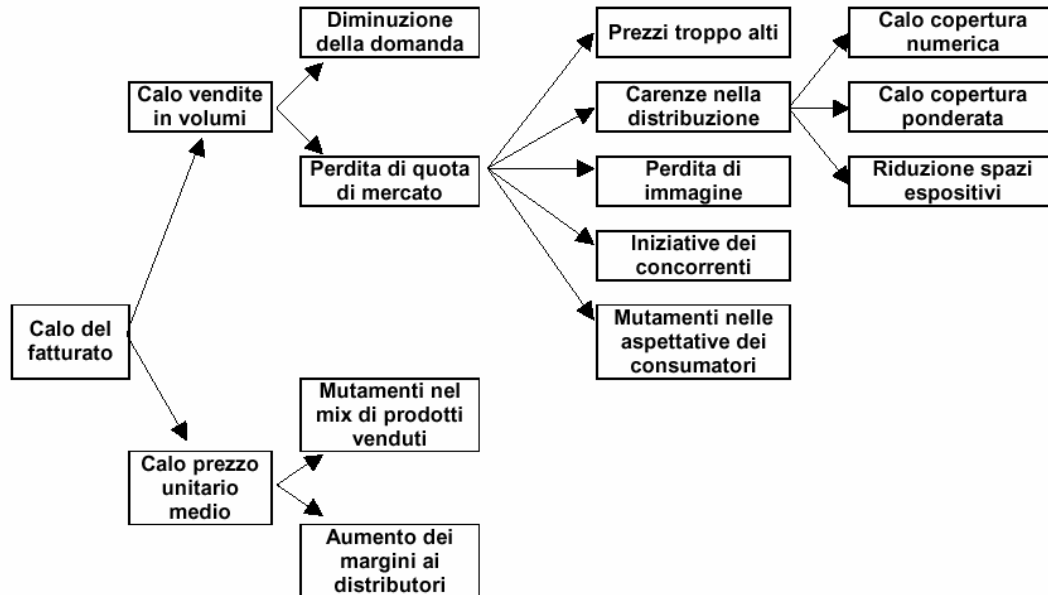 Diminuzione
della domanda
Prezzi troppo alti
Calo copertura
numerica
Calo vendite
in volumi
Carenze nella
distribuzione
Calo copertura
ponderata
Perdita di quota
di mercato
Perdita di
immagine
Riduzione spazi
espositivi
Iniziative dei
concorrenti
Calo del
fatturato
Mutamenti nelle
aspettative dei
consumatori
Mutamenti nel
mix di prodotti
venduti
Calo prezzo
unitario
medio
Aumento dei
margini ai
distributori